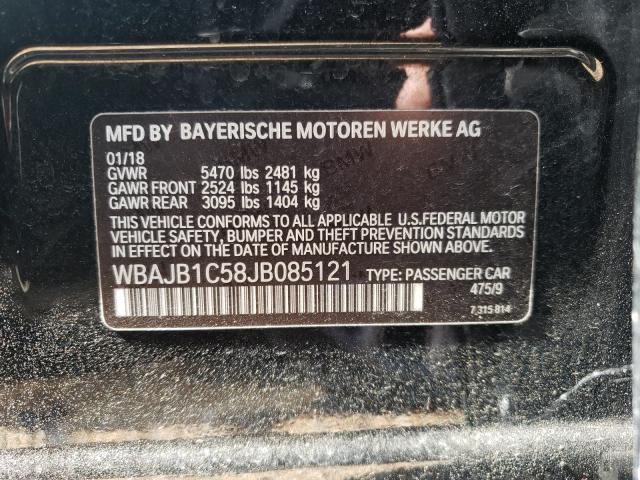 MFD BY BAYERISCHE MOTOREN WERKE AG
01/18
GVWR 5470 lbs 2481 kg
GAWR FRONT 2524 lbs 1145 kg
GAWR REAR 3095 lbs 1404 kg
THIS VEHICLE CONFORMS TO ALL APPLICABLE U.S.FEDERAL MOTOR
VEHICLE SAFETY, BUMPER AND THEFT PREVENTION STANDARDS
IN EFFECT ON THE DATE OF MANUFACTURE SHOWN ABOVE.
WBAJB1C58JB085121 TYPE: PASSENGER CAR
475/9
7 315 814